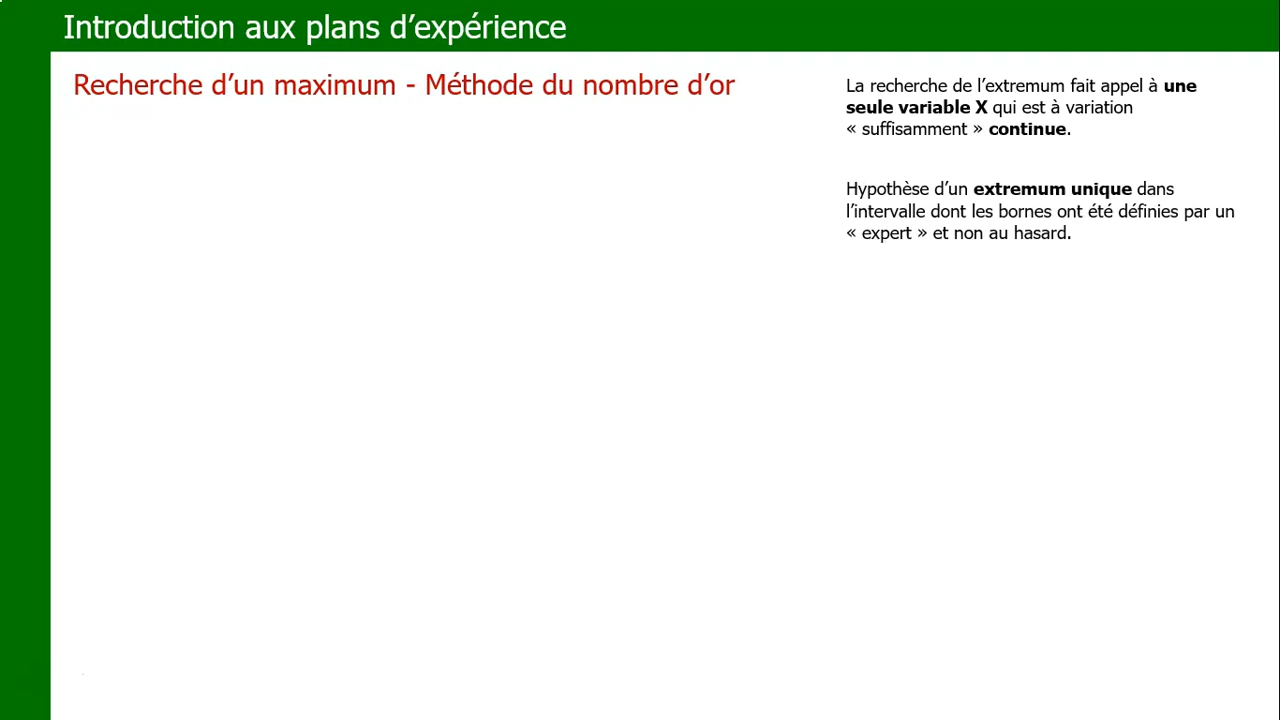 Introduction aux plans d’expérience
Recherche d’un maximum - Méthode du nombre d’or
La recherche de l’extremum fait appel à une
seule variable X qui est à variation
« suffisamment » continue.
Hypothèse d’un extremum unique dans
l’intervalle dont les bornes ont été définies par un
« expert » et non au hasard.